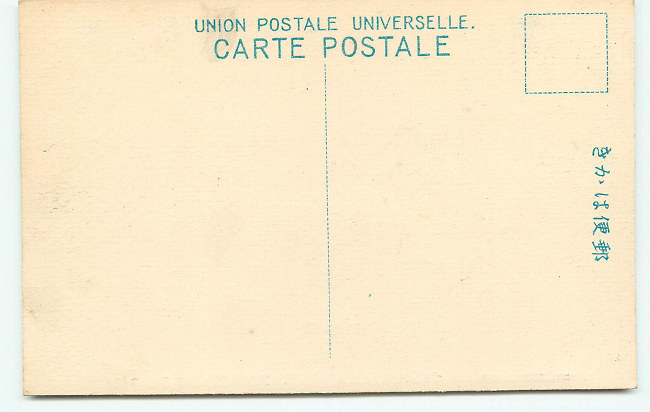 UNION POSTALE UNIVERSELLE.
CARTE POSTALE
きかは便郵